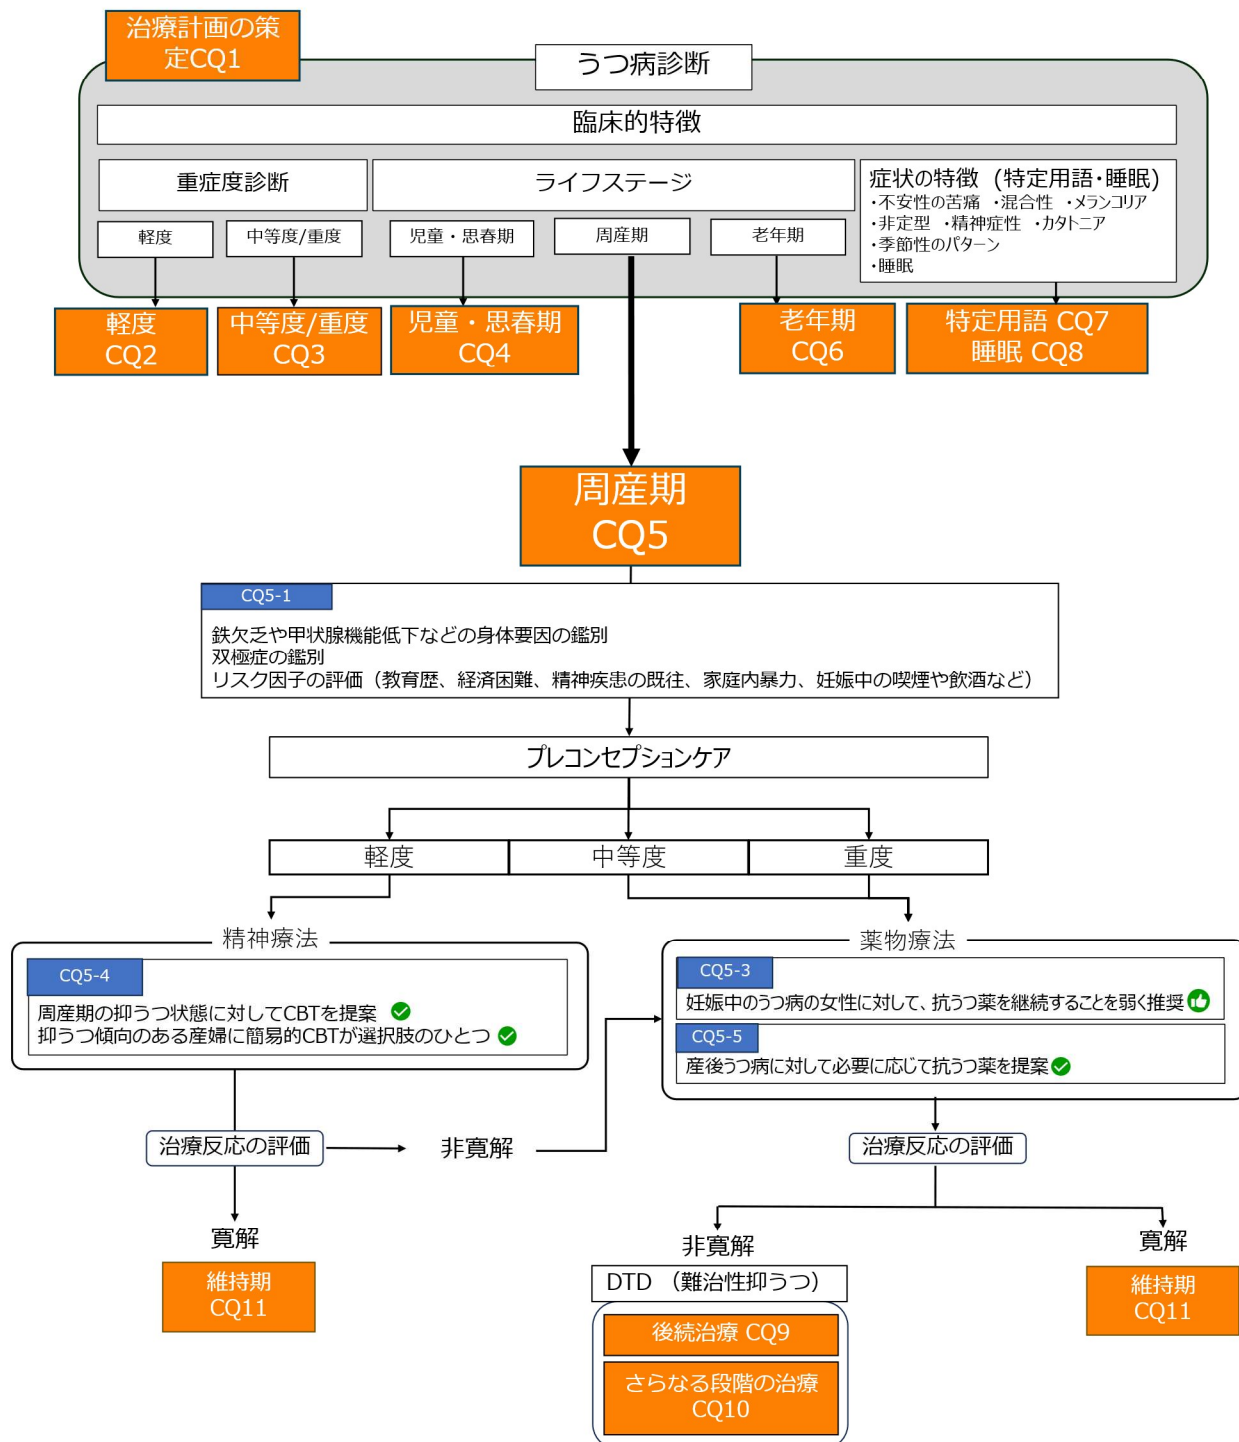 治療計画の策
定CQ1
うつ病診断
臨床的特徴
重症度診断
ライフステージ
症状の特徴 (特定用語・睡眠)
・不安性の苦痛 ・混合性 ・メランコリア
・非定型 ・精神症性 ・カタトニア
・季節性のパターン
・睡眠
軽度
中等度/重度
児童・思春期
周産期
老年期
軽度
CQ2
中等度/重度
CQ3
児童・思春期
CQ4
老年期
CQ6
特定用語 CQ7
睡眠 CQ8
周産期
CQ5
CQ5-1
鉄欠乏や甲状腺機能低下などの身体要因の鑑別
双極症の鑑別
リスク因子の評価（教育歴、経済困難、精神疾患の既往、家庭内暴力、妊娠中の喫煙や飲酒など）
プレコンセプションケア
軽度
中等度
重度
精神療法
CQ5-4
周産期の抑うつ状態に対してCBTを提案
抑うつ傾向のある産婦に簡易的CBTが選択肢のひとつ
薬物療法
CQ5-3
妊娠中のうつ病の女性に対して、抗うつ薬を継続することを弱く推奨
CQ5-5
産後うつ病に対して必要に応じて抗うつ薬を提案
治療反応の評価
非寛解
治療反応の評価
寛解
維持期
CQ11
非寛解
DTD （難治性抑うつ）
後続治療 CQ9
さらなる段階の治療
CQ10
寛解
維持期
CQ11